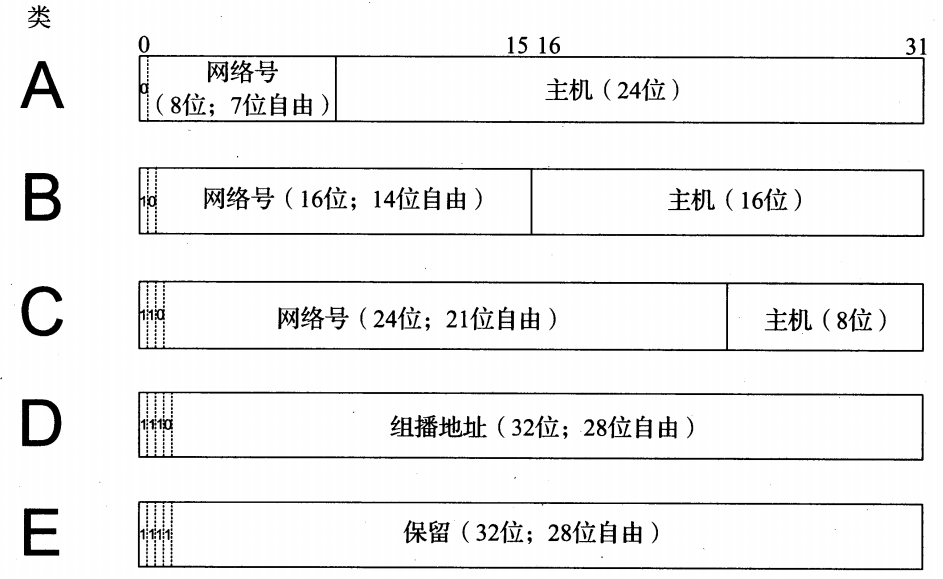 类
0 15 16 31
A 0 网络号 主机（24位）
（8位；7位自由）
B 10 网络号（16位；14位自由） 主机（16位）
C 110 网络号（24位；21位自由） 主机（8位）
D 1110 组播地址（32位；28位自由）
E 1111 保留（32位；28位自由）